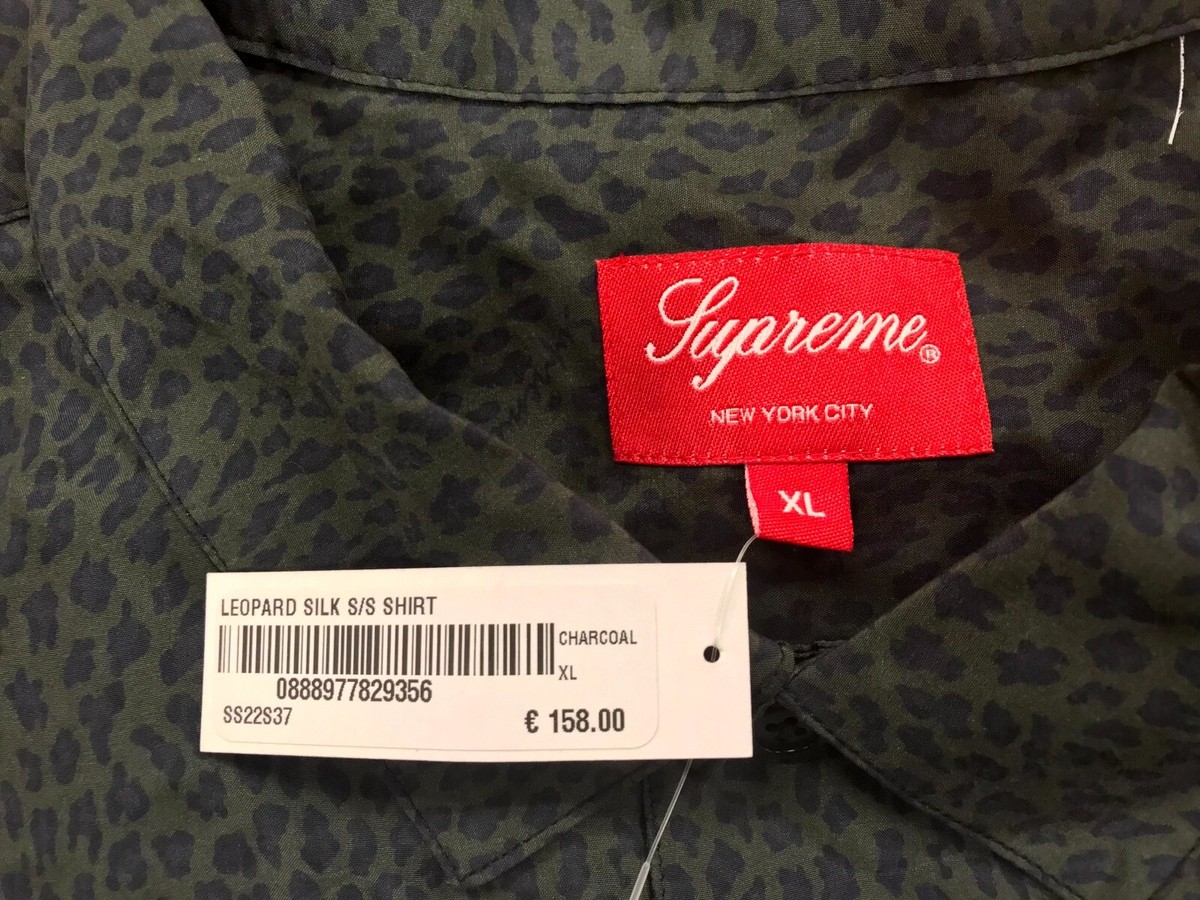 Supreme®
NEW YORK CITY
XL
LEOPARD SILK S/S SHIRT
CHARCOAL
XL
0888977829356
SS22S37
€ 158.00